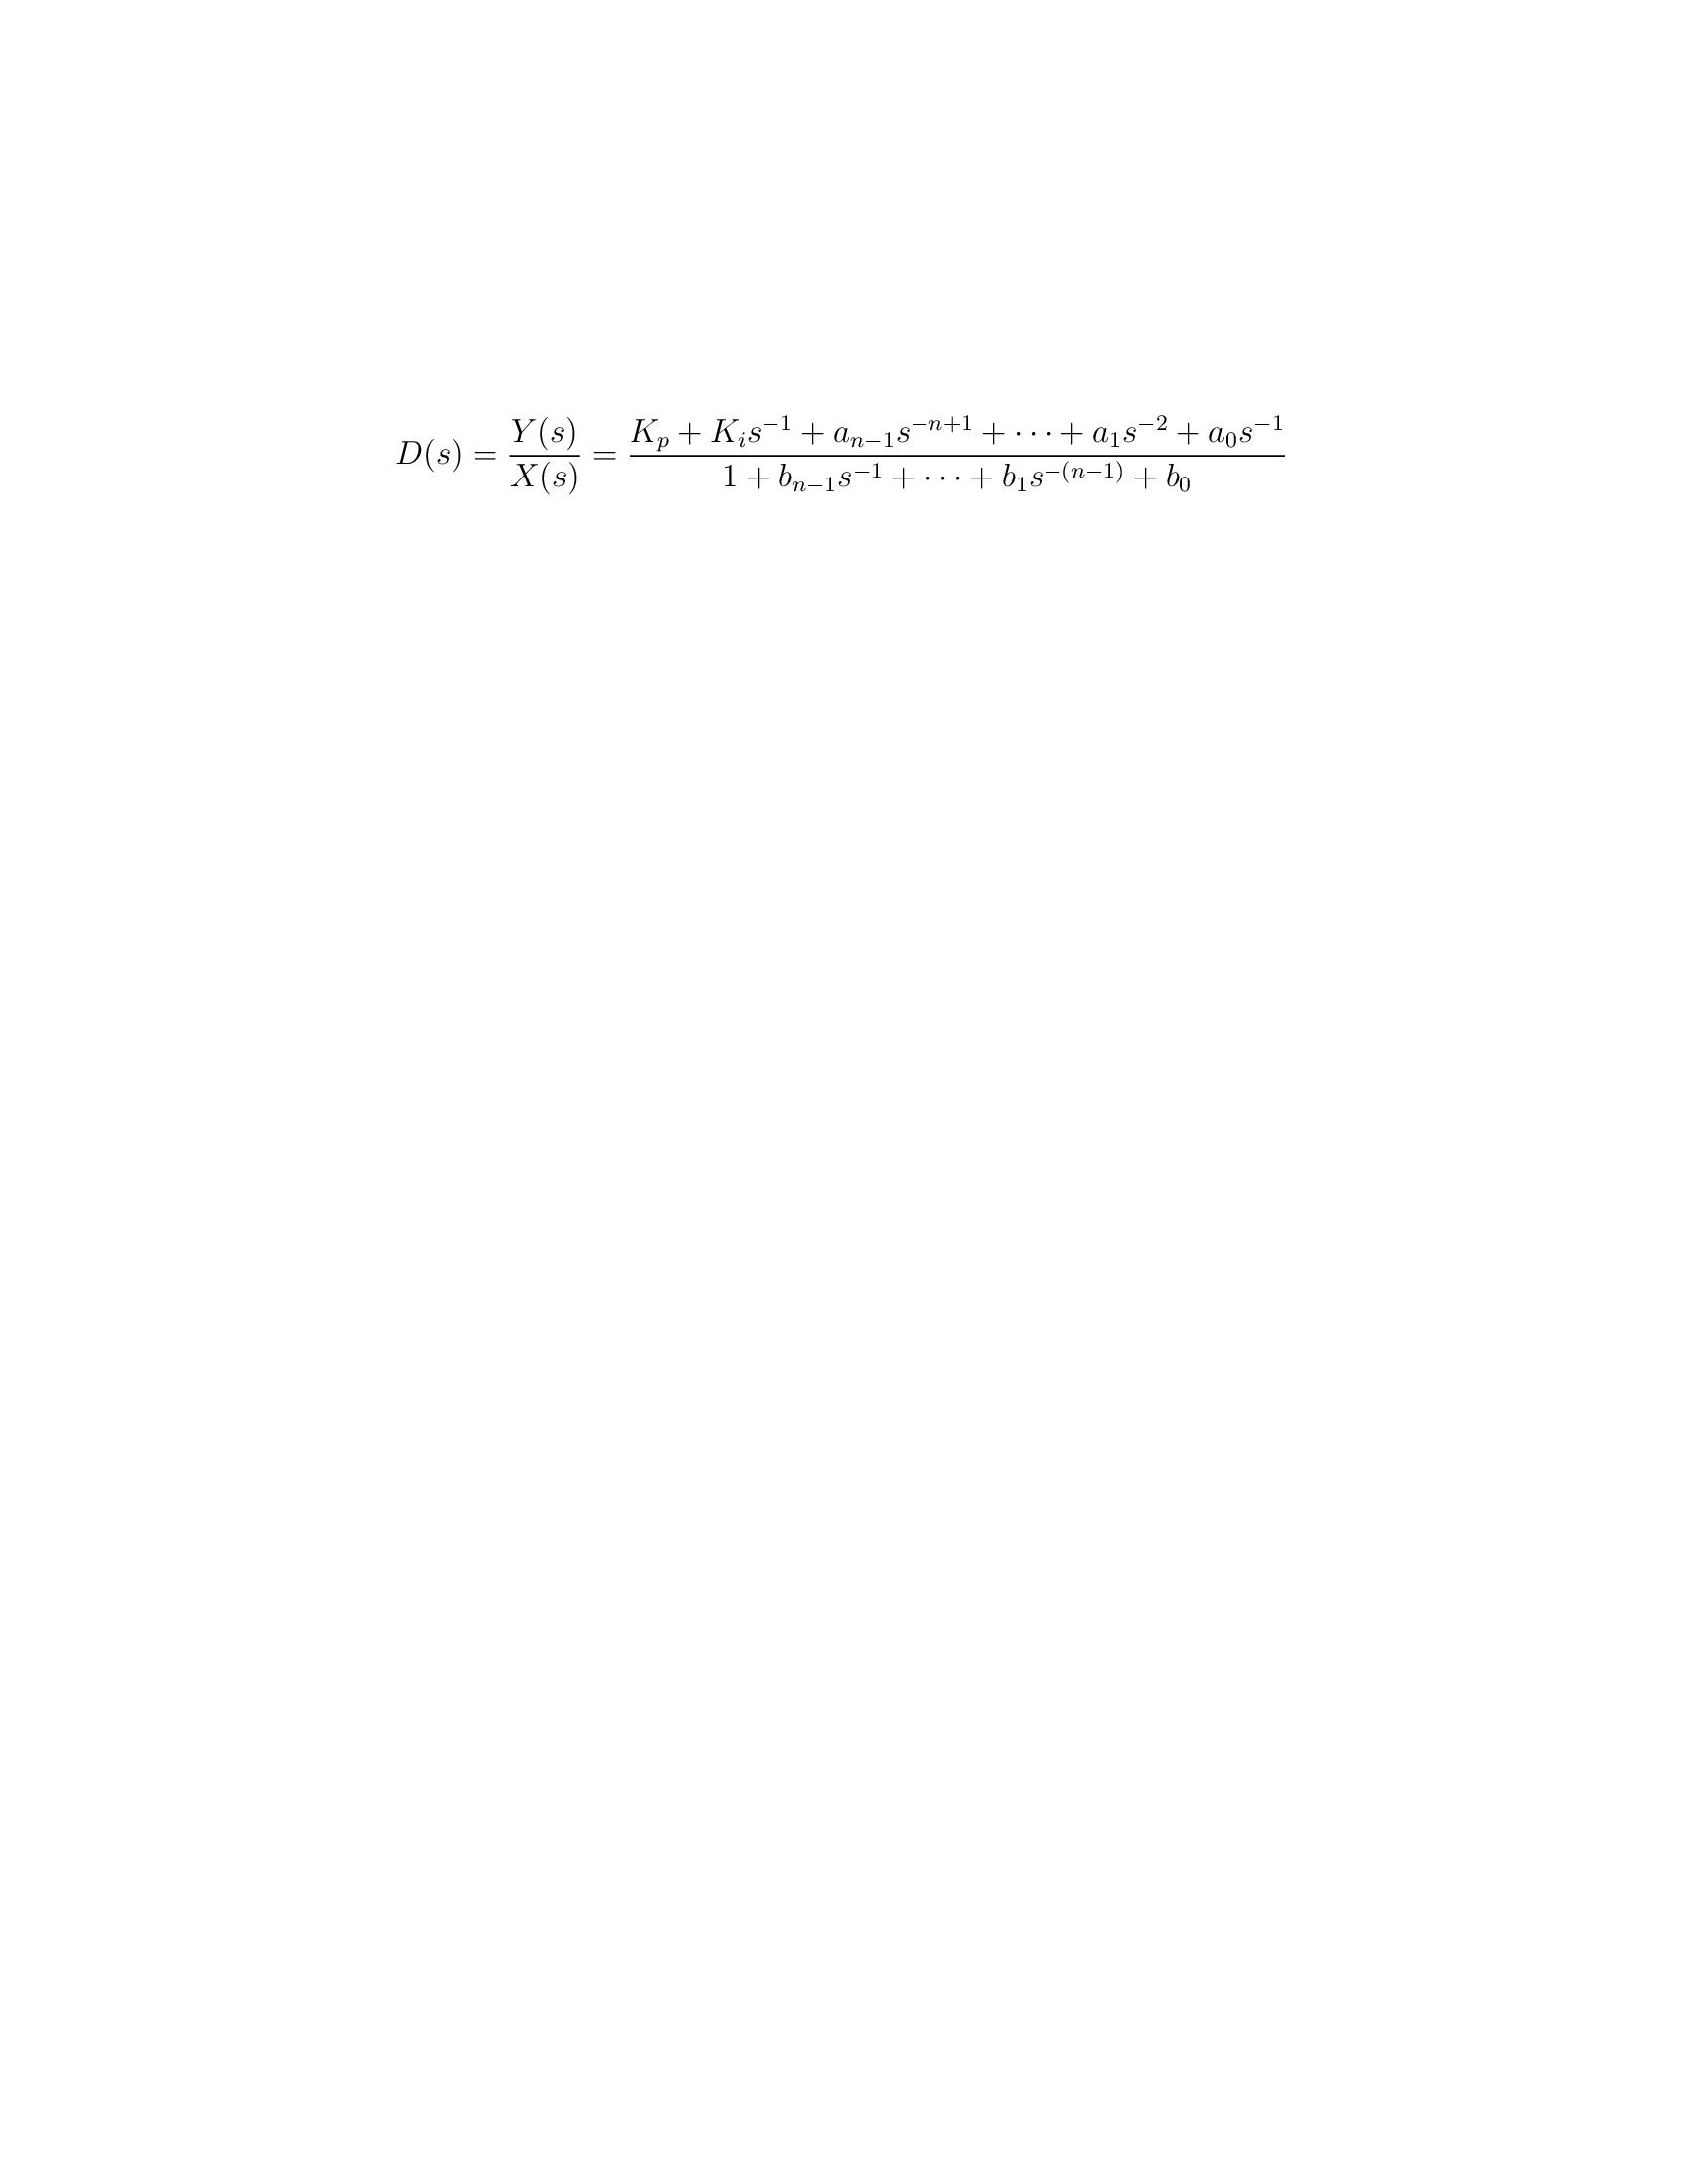 $D(s) = \frac{Y(s)}{X(s)} = \frac{K_p + K_i s^{-1} + a_{n-1} s^{-n+1} + \cdots + a_1 s^{-2} + a_0 s^{-1}}{1 + b_{n-1} s^{-1} + \cdots + b_1 s^{-(n-1)} + b_0}$